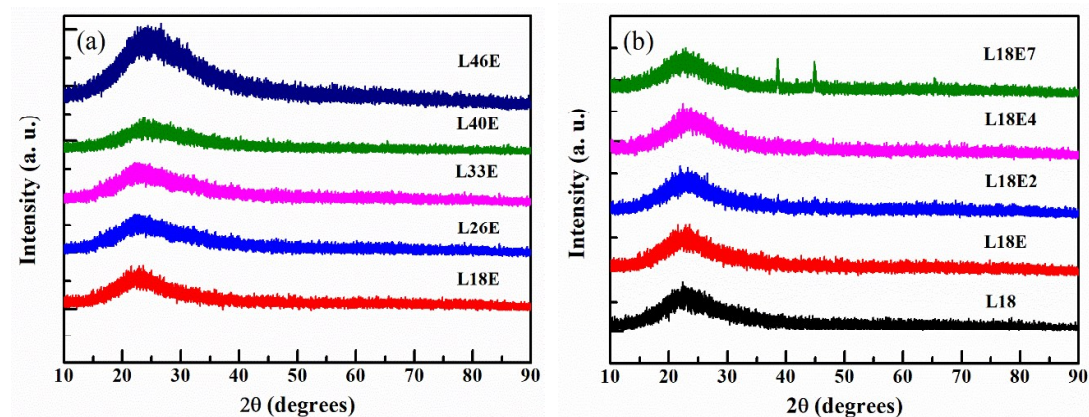 (a)
L46E
L40E
L33E
L26E
L18E
Intensity (a. u.)
10 20 30 40 50 60 70 80 90
2θ (degrees)
(b)
L18E7
L18E4
L18E2
L18E
L18
Intensity (a. u.)
10 20 30 40 50 60 70 80 90
2θ (degrees)